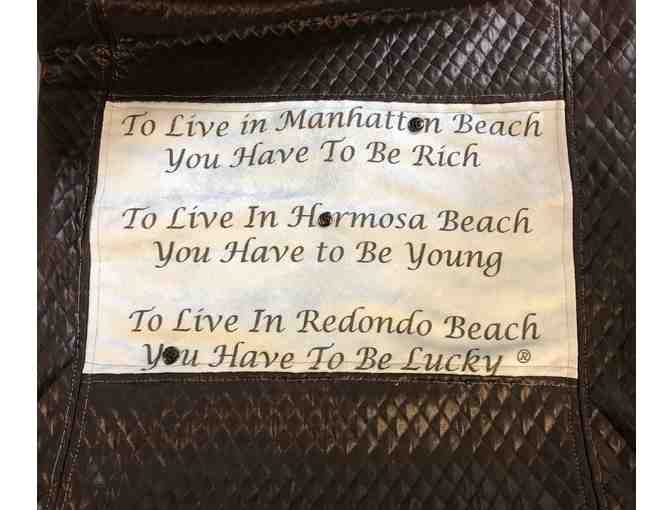 To Live in Manhattan Beach
You Have To Be Rich
To Live In Hermosa Beach
You Have to Be Young
To Live In Redondo Beach
You Have To Be Lucky ®